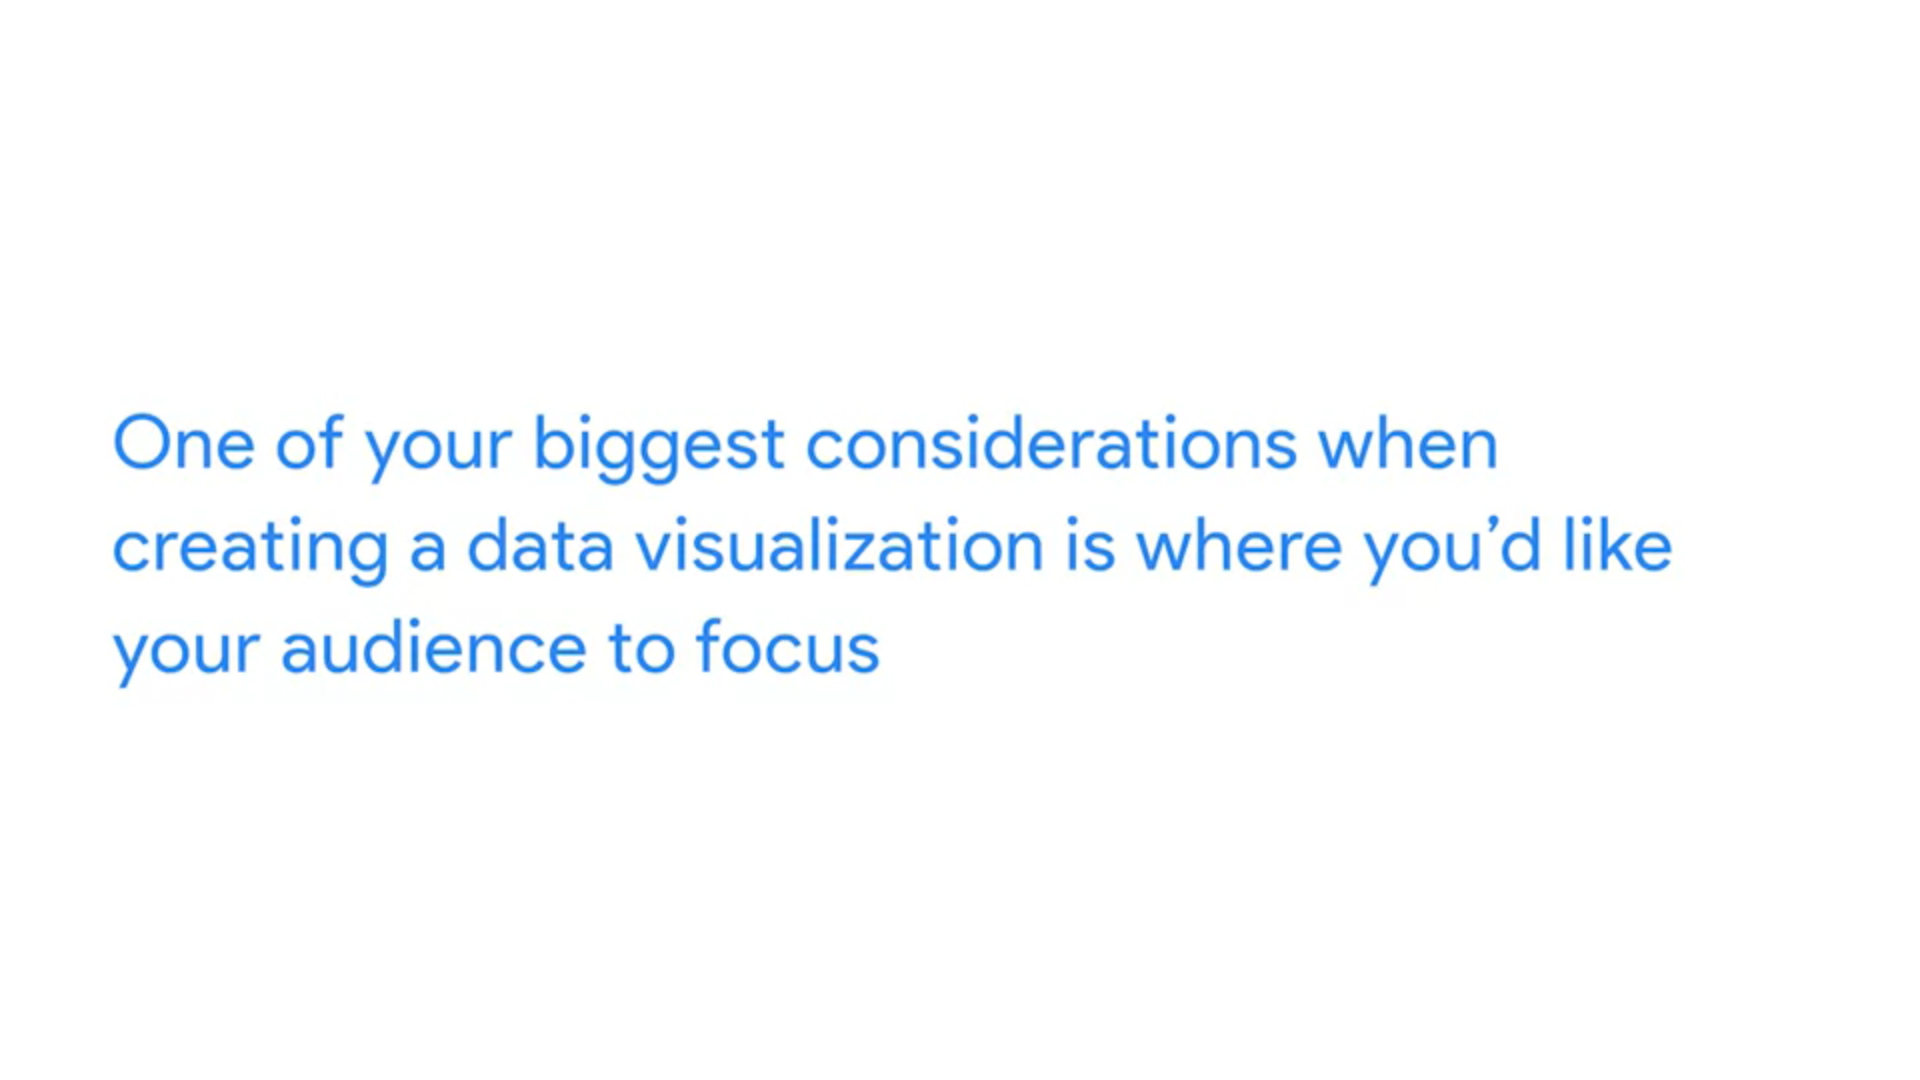 One of your biggest considerations when
creating a data visualization is where you’d like
your audience to focus